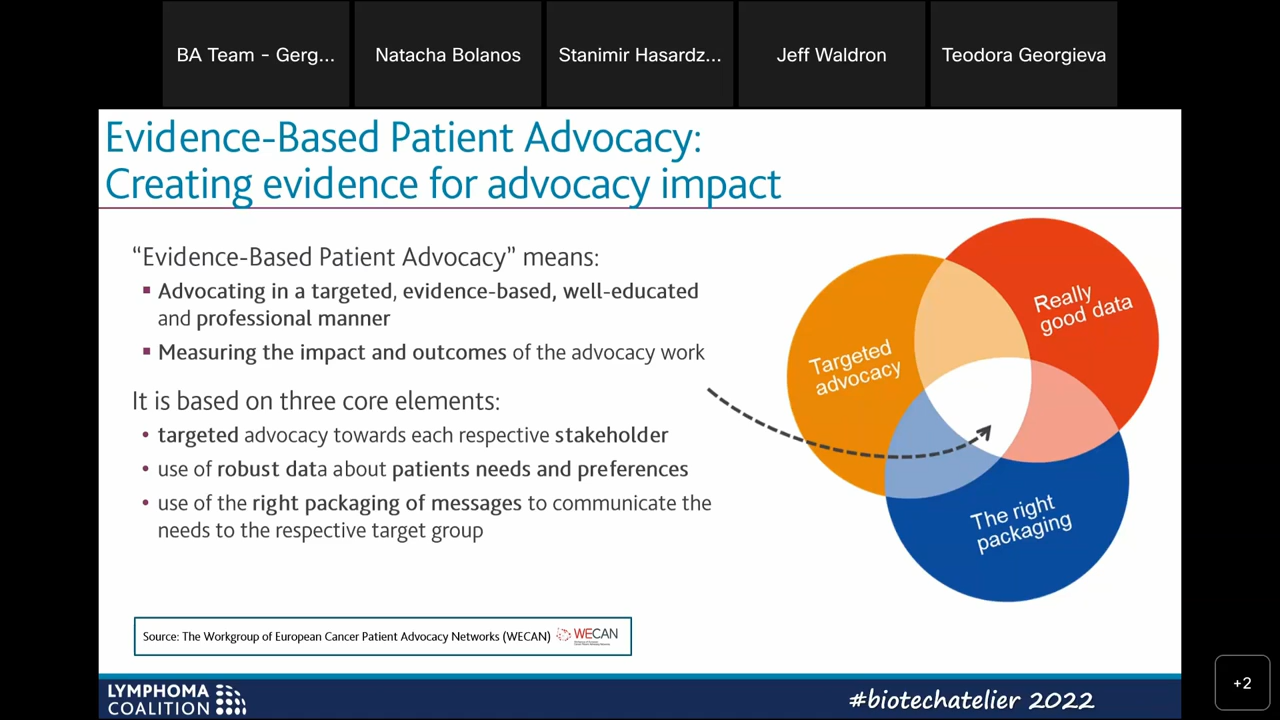 BA Team - Gerg...
Natacha Bolanos
Stanimir Hasardz...
Jeff Waldron
Teodora Georgieva
Evidence-Based Patient Advocacy:
Creating evidence for advocacy impact
“Evidence-Based Patient Advocacy” means:
▪ Advocating in a targeted, evidence-based, well-educated
and professional manner
▪ Measuring the impact and outcomes of the advocacy work
It is based on three core elements:
• targeted advocacy towards each respective stakeholder
• use of robust data about patients needs and preferences
• use of the right packaging of messages to communicate the
needs to the respective target group
Targeted
advocacy
Really
good data
The right
packaging
Source: The Workgroup of European Cancer Patient Advocacy Networks (WECAN)
WECAN
LYMPHOMA
COALITION
#biotechatelier 2022
+2